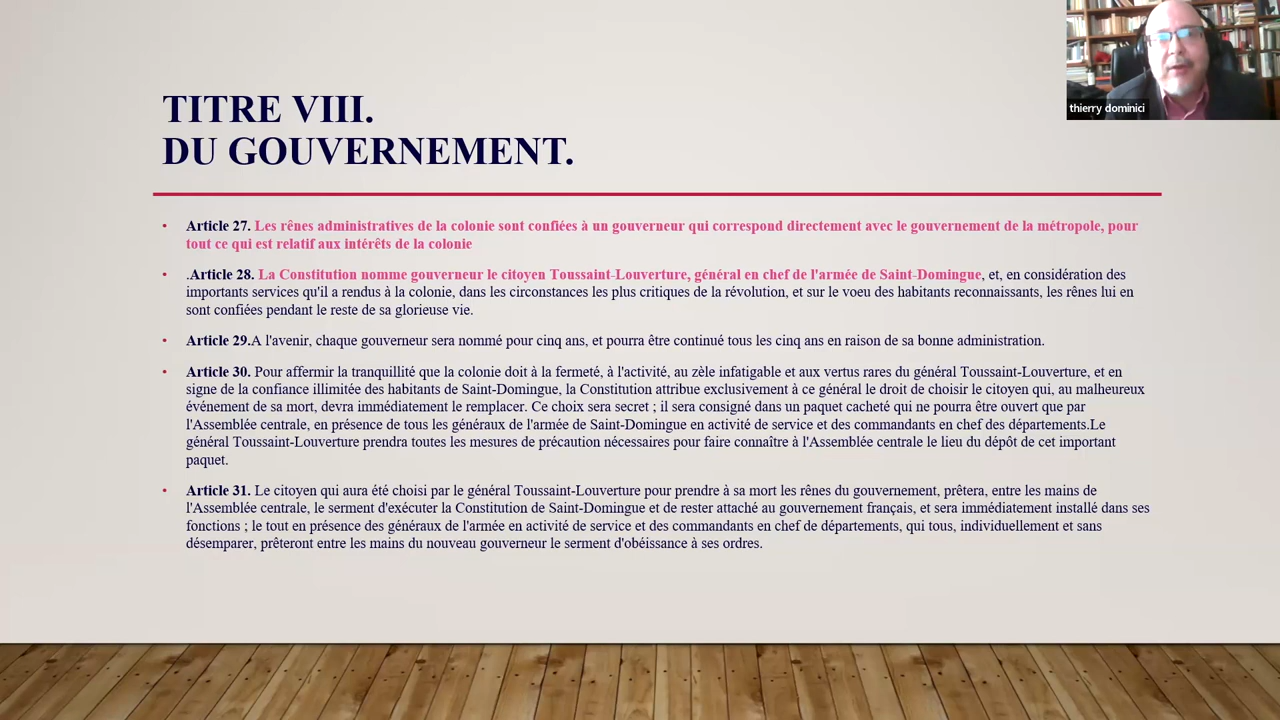 thierry dominici
TITRE VIII.
DU GOUVERNEMENT.
• Article 27. Les rênes administratives de la colonie sont confiées à un gouverneur qui correspond directement avec le gouvernement de la métropole, pour
tout ce qui est relatif aux intérêts de la colonie
• .Article 28. La Constitution nomme gouverneur le citoyen Toussaint-Louverture, général en chef de l'armée de Saint-Domingue, et, en considération des
importants services qu'il a rendus à la colonie, dans les circonstances les plus critiques de la révolution, et sur le voeu des habitants reconnaissants, les rênes lui en
sont confiées pendant le reste de sa glorieuse vie.
• Article 29.A l'avenir, chaque gouverneur sera nommé pour cinq ans, et pourra être continué tous les cinq ans en raison de sa bonne administration.
• Article 30. Pour affermir la tranquillité que la colonie doit à la fermeté, à l'activité, au zèle infatigable et aux vertus rares du général Toussaint-Louverture, et en
signe de la confiance illimitée des habitants de Saint-Domingue, la Constitution attribue exclusivement à ce général le droit de choisir le citoyen qui, au malheureux
événement de sa mort, devra immédiatement le remplacer. Ce choix sera secret ; il sera consigné dans un paquet cacheté qui ne pourra être ouvert que par
l'Assemblée centrale, en présence de tous les généraux de l'armée de Saint-Domingue en activité de service et des commandants en chef des départements.Le
général Toussaint-Louverture prendra toutes les mesures de précaution nécessaires pour faire connaître à l'Assemblée centrale le lieu du dépôt de cet important
paquet.
• Article 31. Le citoyen qui aura été choisi par le général Toussaint-Louverture pour prendre à sa mort les rênes du gouvernement, prêtera, entre les mains de
l'Assemblée centrale, le serment d'exécuter la Constitution de Saint-Domingue et de rester attaché au gouvernement français, et sera immédiatement installé dans ses
fonctions ; le tout en présence des généraux de l'armée en activité de service et des commandants en chef de départements, qui tous, individuellement et sans
désemparer, prêteront entre les mains du nouveau gouverneur le serment d'obéissance à ses ordres.